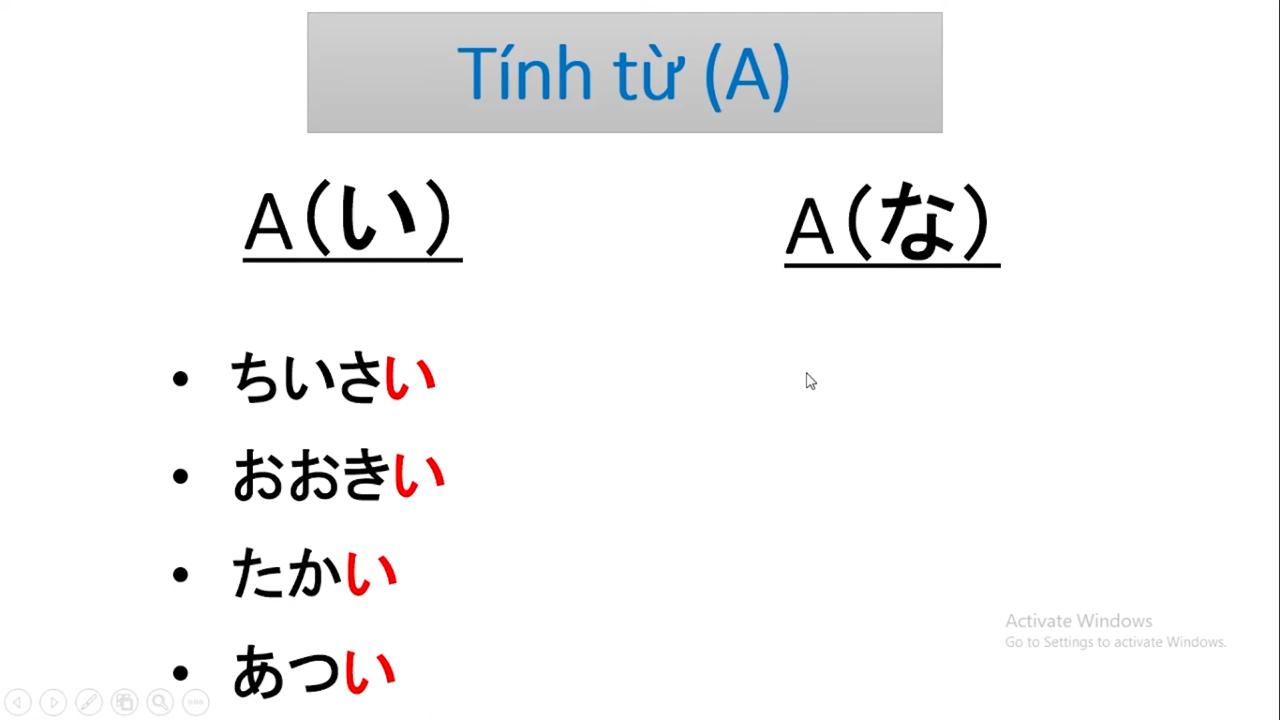 Tính từ (A)
A(い)
A(な)
• ちいさい
• おおきい
• たかい
• あつい
Activate Windows
Go to Settings to activate Windows.